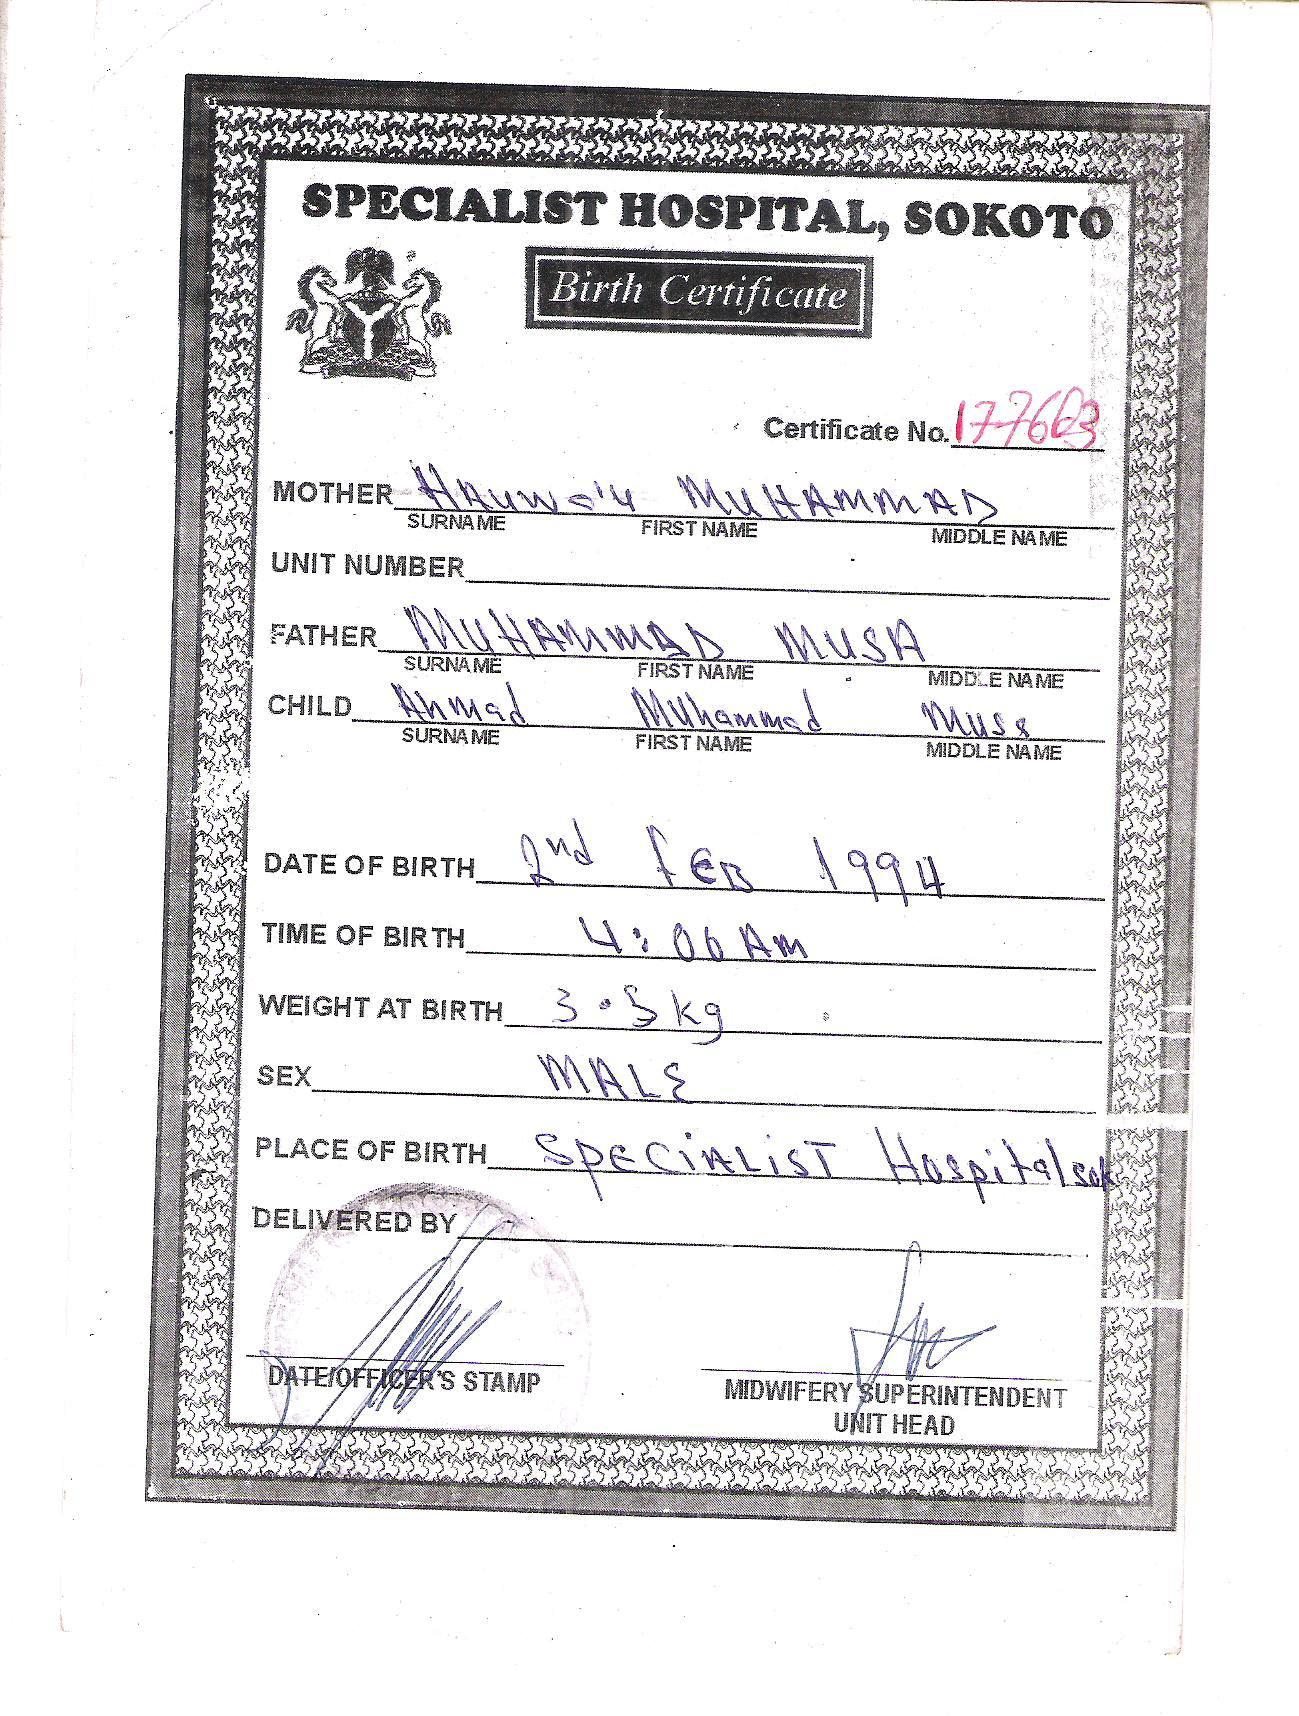 SPECIALIST HOSPITAL, SOKOTO
Birth Certificate
Certificate No. 177603
MOTHER Hauwa'u MUHAMMAD
SURNAME FIRST NAME MIDDLE NAME
UNIT NUMBER
FATHER MUHAMMAD MUSA
SURNAME FIRST NAME MIDDLE NAME
CHILD Ahmad Muhammad Musa
SURNAME FIRST NAME MIDDLE NAME
DATE OF BIRTH 2nd FEB 1994
TIME OF BIRTH 4:06 Am
WEIGHT AT BIRTH 3.3 kg
SEX MALE
PLACE OF BIRTH SPECIALIST Hospital sok
DELIVERED BY
DATE/OFFICER'S STAMP
MIDWIFERY SUPERINTENDENT
UNIT HEAD